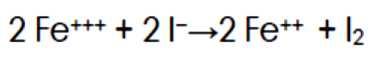 2 Fe⁺⁺⁺ + 2 I⁻→2 Fe⁺⁺ + I₂